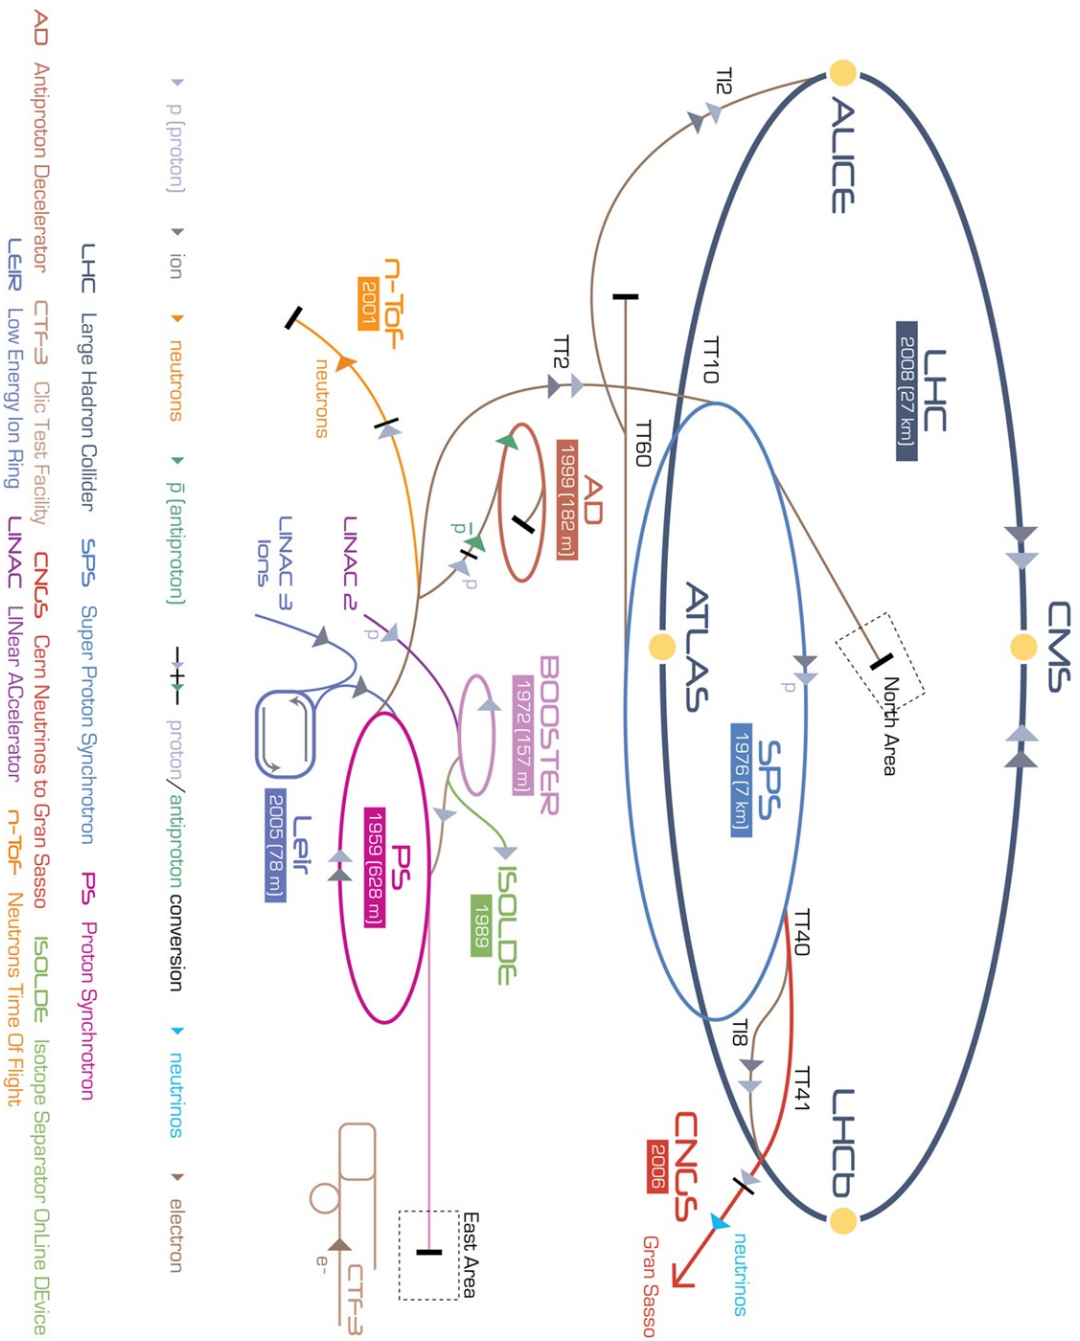 CMS
LHC
2008 (27 km)
North Area
ALICE
LHCb
TT40
TT41
SPS
1976 (7 km)
TI8
TI2
TT10
ATLAS
CNGS
2006
neutrinos
Gran Sasso
p
TT60
AD
1999 (182 m)
TT2
BOOSTER
1972 (157 m)
ISOLDE
1989
East Area
p̄
p
n-ToF
2001
neutrons
LINAC 2
p
PS
1959 (628 m)
CTF3
e-
LINAC 3
Ions
Leir
2005 (78 m)
p (proton) ion neutrons p̄ (antiproton) proton/antiproton conversion neutrinos electron
LHC Large Hadron Collider SPS Super Proton Synchrotron PS Proton Synchrotron
AD Antiproton Decelerator CTF-3 Clic Test Facility CNGS Cern Neutrinos to Gran Sasso ISOLDE Isotope Separator OnLine DEvice
LEIR Low Energy Ion Ring LINAC LINear ACcelerator n-ToF Neutrons Time Of Flight